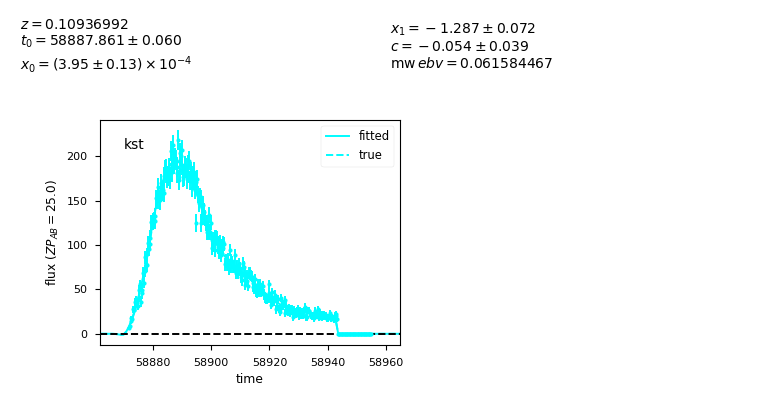 z = 0.10936992
t₀ = 58887.861 ± 0.060
x₀ = (3.95 ± 0.13) × 10⁻⁴
x₁ = −1.287 ± 0.072
c = −0.054 ± 0.039
mw ebv = 0.061584467
kst
fitted
true
200
150
100
50
0
flux (ZP_AB = 25.0)
58880 58900 58920 58940 58960
time